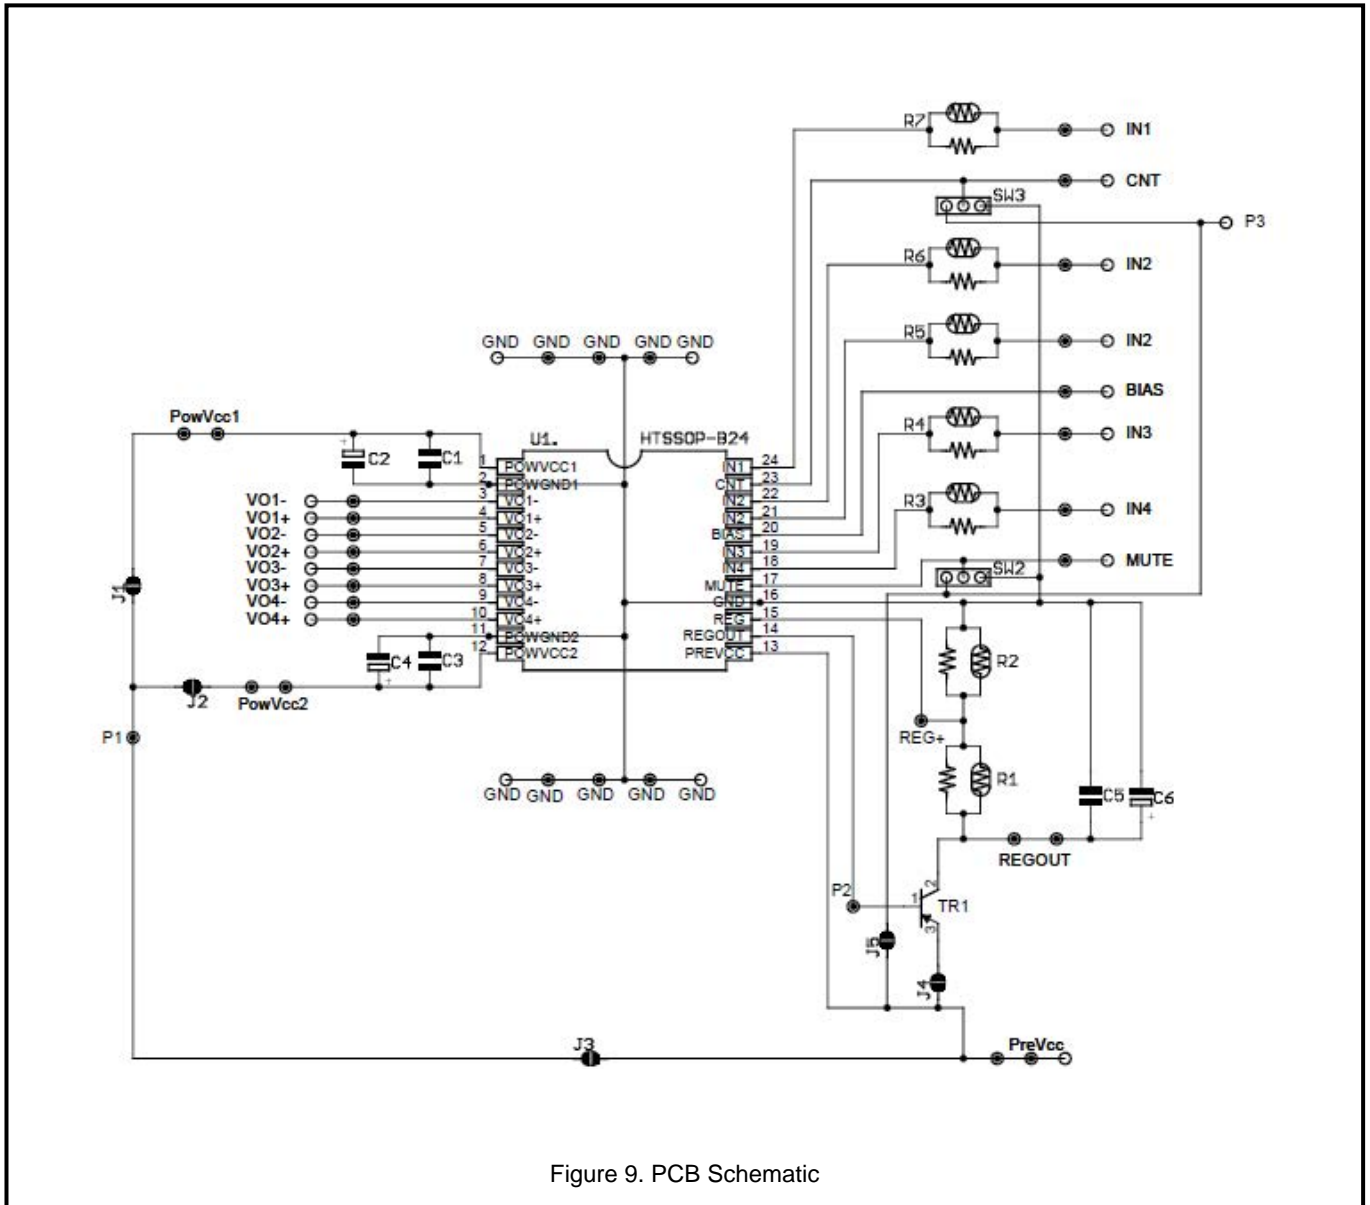 R7
IN1
CNT
SW3
P3
R6
IN2
R5
IN2
GND GND GND GND GND
BIAS
PowVcc1
R4
IN3
U1.
HTSSOP-B24
C2
C1
1
POWVCC1
IN1
24
2
POWGND1
CNT
23
VO1-
3
VO1-
IN2
22
R3
IN4
VO1+
4
VO1+
IN2
21
VO2-
5
VO2-
BIAS
20
VO2+
6
VO2+
IN3
19
VO3-
7
VO3-
IN4
18
MUTE
J1
VO3+
8
VO3+
MUTE
17
SW2
VO4-
9
VO4-
GND
16
VO4+
10
VO4+
REG
15
11
POWGND2
REGOUT
14
C4
C3
12
POWVCC2
PREVCC
13
R2
J2
PowVcc2
P1
REG+
R1
GND GND GND GND GND
C5
C6
REGOUT
P2
1
2
3
TR1
J5
J4
J3
PreVcc
Figure 9. PCB Schematic